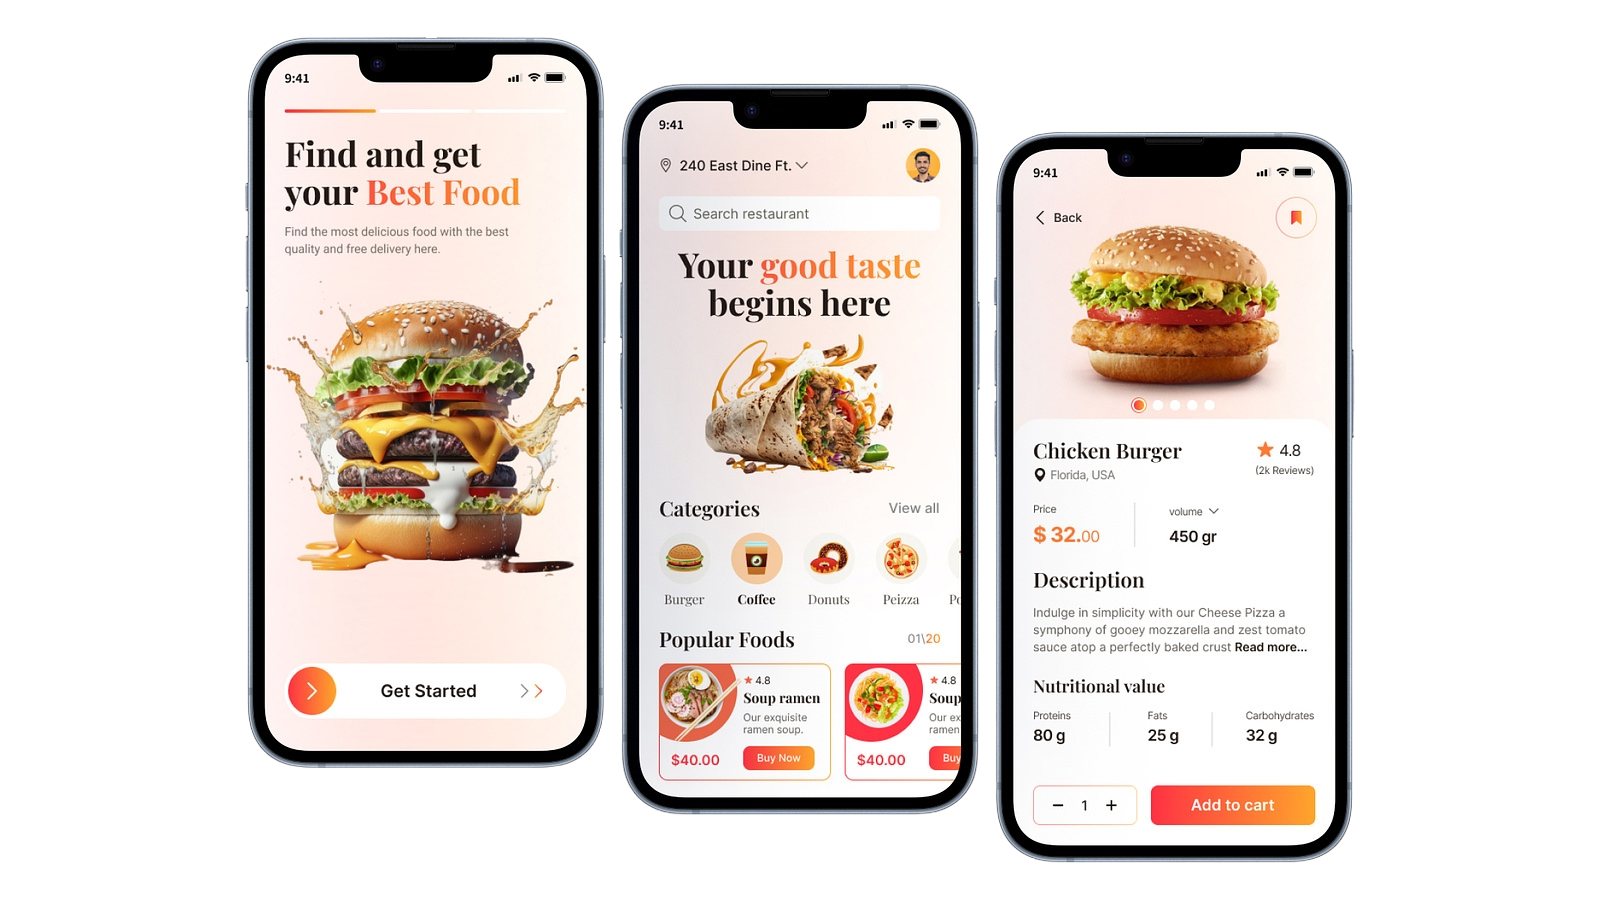 9:41
Find and get
your Best Food
Find the most delicious food with the best
quality and free delivery here.
Get Started
9:41
240 East Dine Ft.
Search restaurant
Your good taste
begins here
Categories
View all
Burger
Coffee
Donuts
Peizza
Popular Foods
01\20
4.8
Soup ramen
Our exquisite
ramen soup.
$40.00
Buy Now
4.8
Soup
Our ex
ramen
$40.00
Buy
9:41
Back
Chicken Burger
4.8
Florida, USA
(2k Reviews)
Price
$ 32.00
volume
450 gr
Description
Indulge in simplicity with our Cheese Pizza a
symphony of gooey mozzarella and zest tomato
sauce atop a perfectly baked crust Read more...
Nutritional value
Proteins
80 g
Fats
25 g
Carbohydrates
32 g
− 1 +
Add to cart